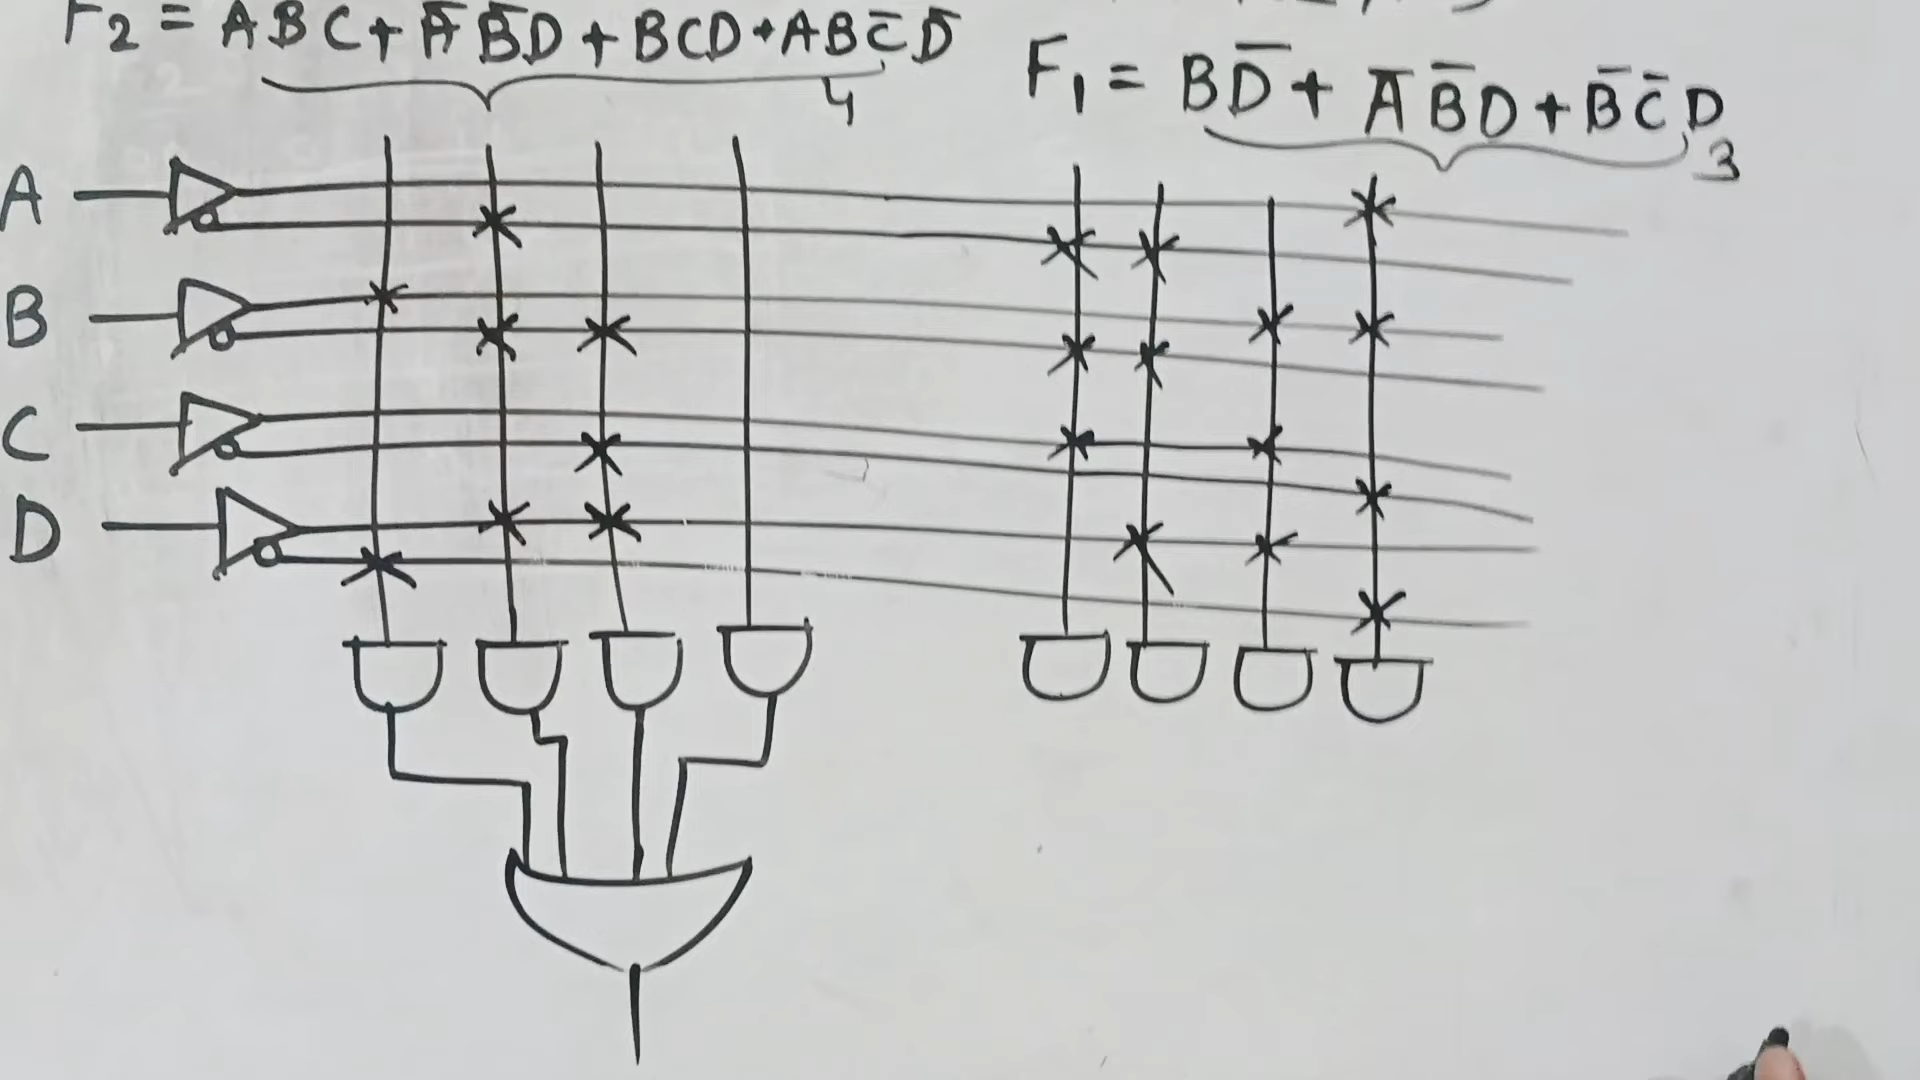 F₂ = ABC + A̅ B̅ D + BCD + ABC̅ D̅
4
F₁ = BD̅ + A̅ B̅ D + B̅ C̅ D
3
A
B
C
D